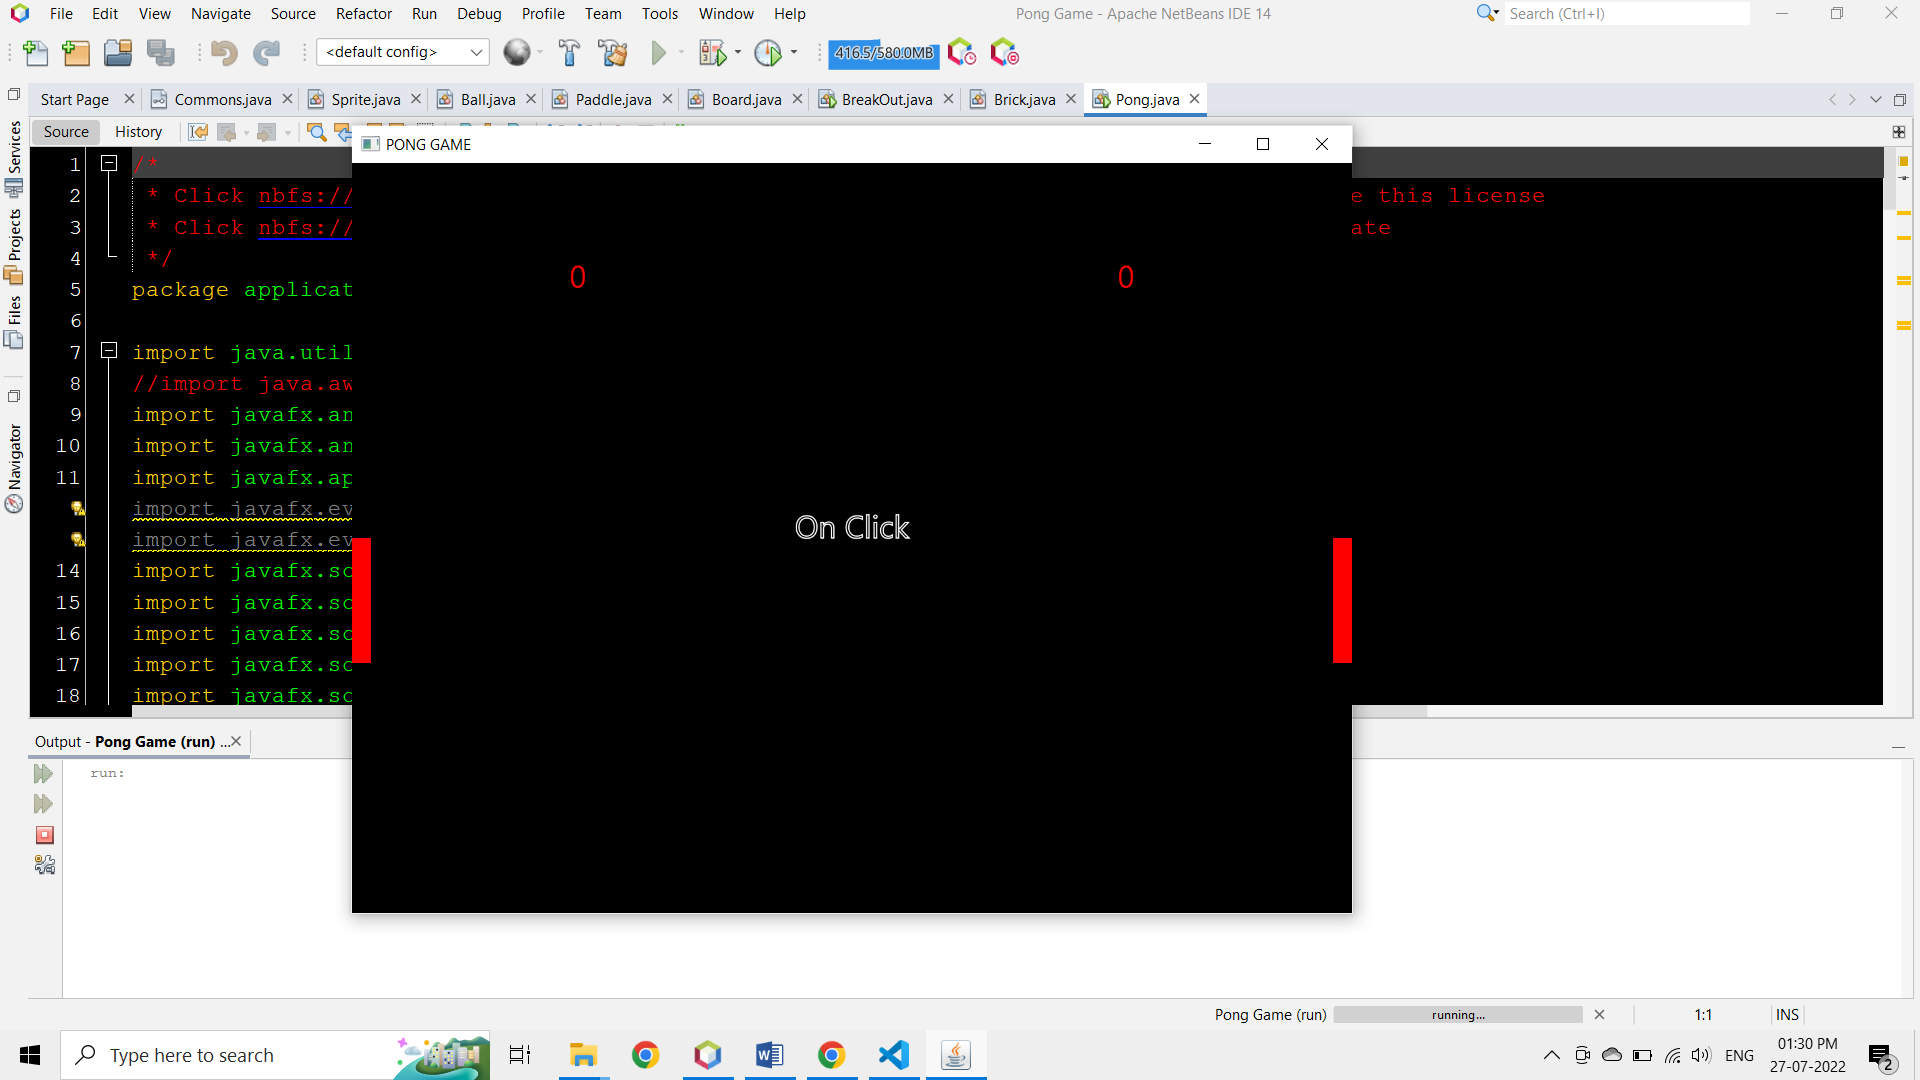 File Edit View Navigate Source Refactor Run Debug Profile Team Tools Window Help
Pong Game - Apache NetBeans IDE 14
Search (Ctrl+I)
<default config>
416.5/580.0MB
Start Page
Commons.java
Sprite.java
Ball.java
Paddle.java
Board.java
BreakOut.java
Brick.java
Pong.java
Source History
Services
Projects
Files
Navigator
PONG GAME
0 0
On Click
1 /*
2 * Click nbfs:// e this license
3 * Click nbfs:// ate
4 */
5 package applicat
6
7 import java.util
8 //import java.aw
9 import javafx.an
10 import javafx.an
11 import javafx.ap
import javafx.ev
import javafx.ev
14 import javafx.sc
15 import javafx.sc
16 import javafx.sc
17 import javafx.sc
18 import javafx.sc
Output - Pong Game (run) ...
run:
Pong Game (run)
running...
1:1
INS
Type here to search
ENG
01:30 PM
27-07-2022
2